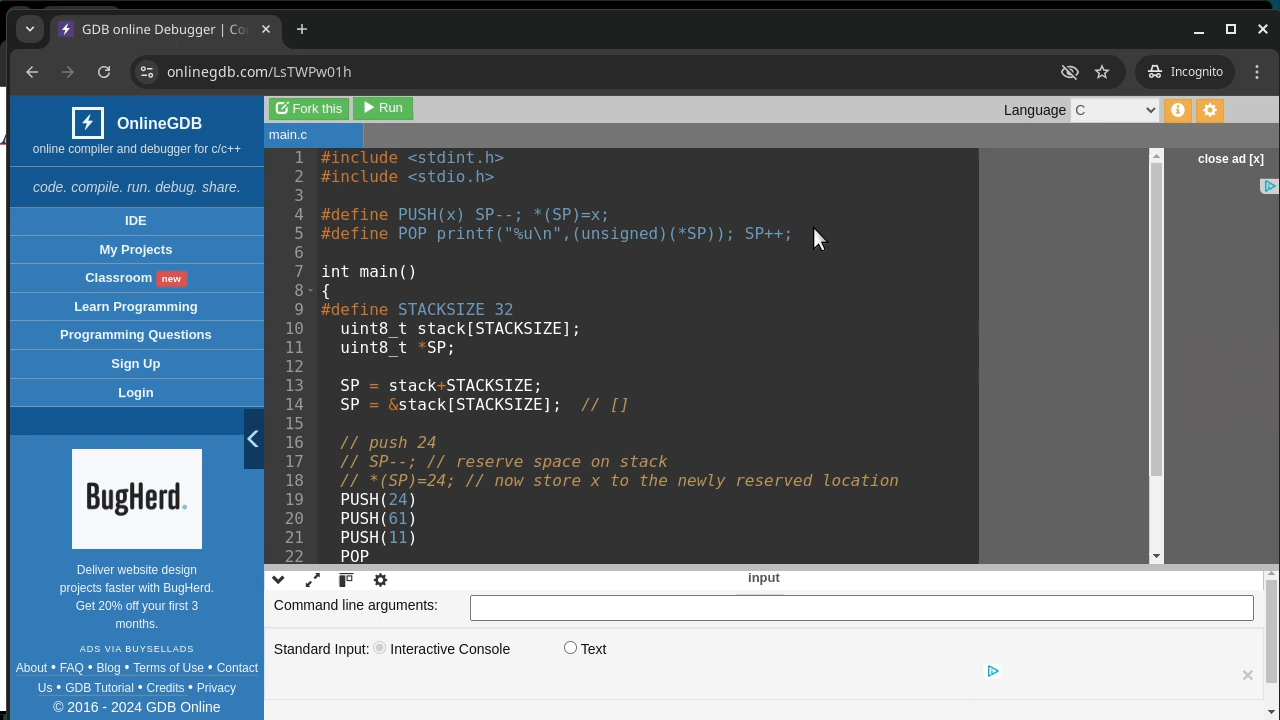 GDB online Debugger | Co
onlinegdb.com/LsTWPw01h
Incognito
OnlineGDB
online compiler and debugger for c/c++
code. compile. run. debug. share.
IDE
My Projects
Classroom new
Learn Programming
Programming Questions
Sign Up
Login
BugHerd.
Deliver website design
projects faster with BugHerd.
Get 20% off your first 3
months.
ADS VIA BUYSELLADS
About • FAQ • Blog • Terms of Use • Contact
Us • GDB Tutorial • Credits • Privacy
© 2016 - 2024 GDB Online
Fork this Run
Language C
main.c
close ad [x]
1 #include <stdint.h>
2 #include <stdio.h>
3
4 #define PUSH(x) SP--; *(SP)=x;
5 #define POP printf("%u\n",(unsigned)(*SP)); SP++;
6
7 int main()
8 {
9 #define STACKSIZE 32
10 uint8_t stack[STACKSIZE];
11 uint8_t *SP;
12
13 SP = stack+STACKSIZE;
14 SP = &stack[STACKSIZE]; // []
15
16 // push 24
17 // SP--; // reserve space on stack
18 // *(SP)=24; // now store x to the newly reserved location
19 PUSH(24)
20 PUSH(61)
21 PUSH(11)
22 POP
input
Command line arguments:
Standard Input: Interactive Console Text